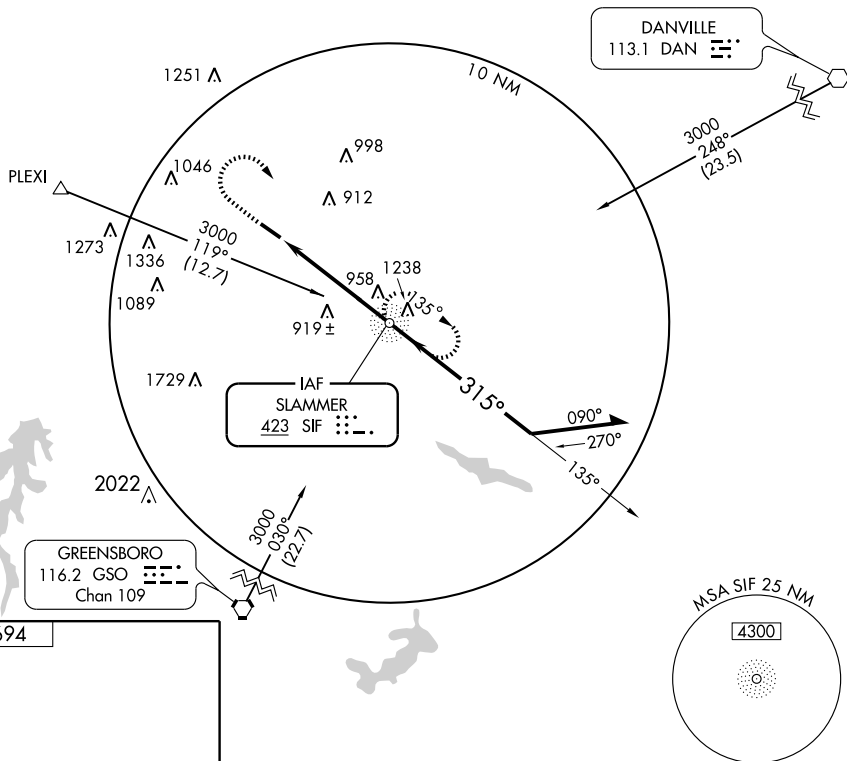 DANVILLE
113.1 DAN
10 NM
3000
248°
(23.5)
1251
998
1046
912
PLEXI
3000
119°
(12.7)
1273
1336
1089
958
1238
135°
919 ±
1729
IAF
SLAMMER
423 SIF
315°
090°
270°
135°
2022
3000
030°
(22.7)
GREENSBORO
116.2 GSO
Chan 109
MSA SIF 25 NM
4300
694